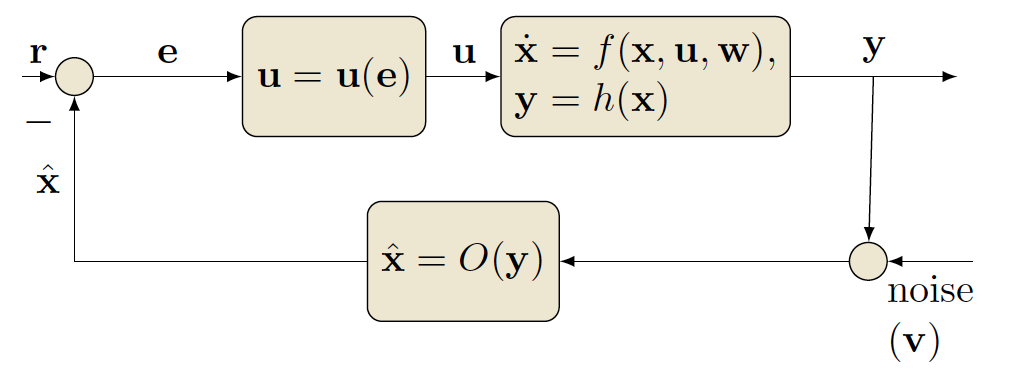 r
e
u = u(e)
u
ẋ = f(x, u, w),
y = h(x)
y
−
x̂
x̂ = O(y)
noise
(v)